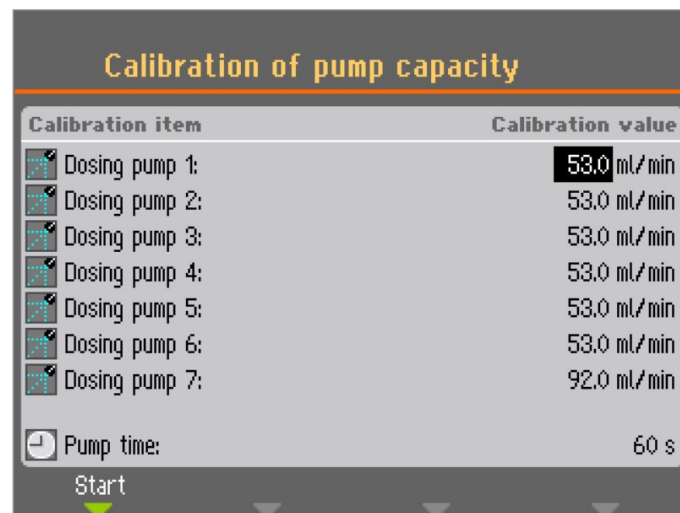 Calibration of pump capacity
Calibration item Calibration value
Dosing pump 1: 53.0 ml/min
Dosing pump 2: 53.0 ml/min
Dosing pump 3: 53.0 ml/min
Dosing pump 4: 53.0 ml/min
Dosing pump 5: 53.0 ml/min
Dosing pump 6: 53.0 ml/min
Dosing pump 7: 92.0 ml/min
Pump time: 60 s
Start